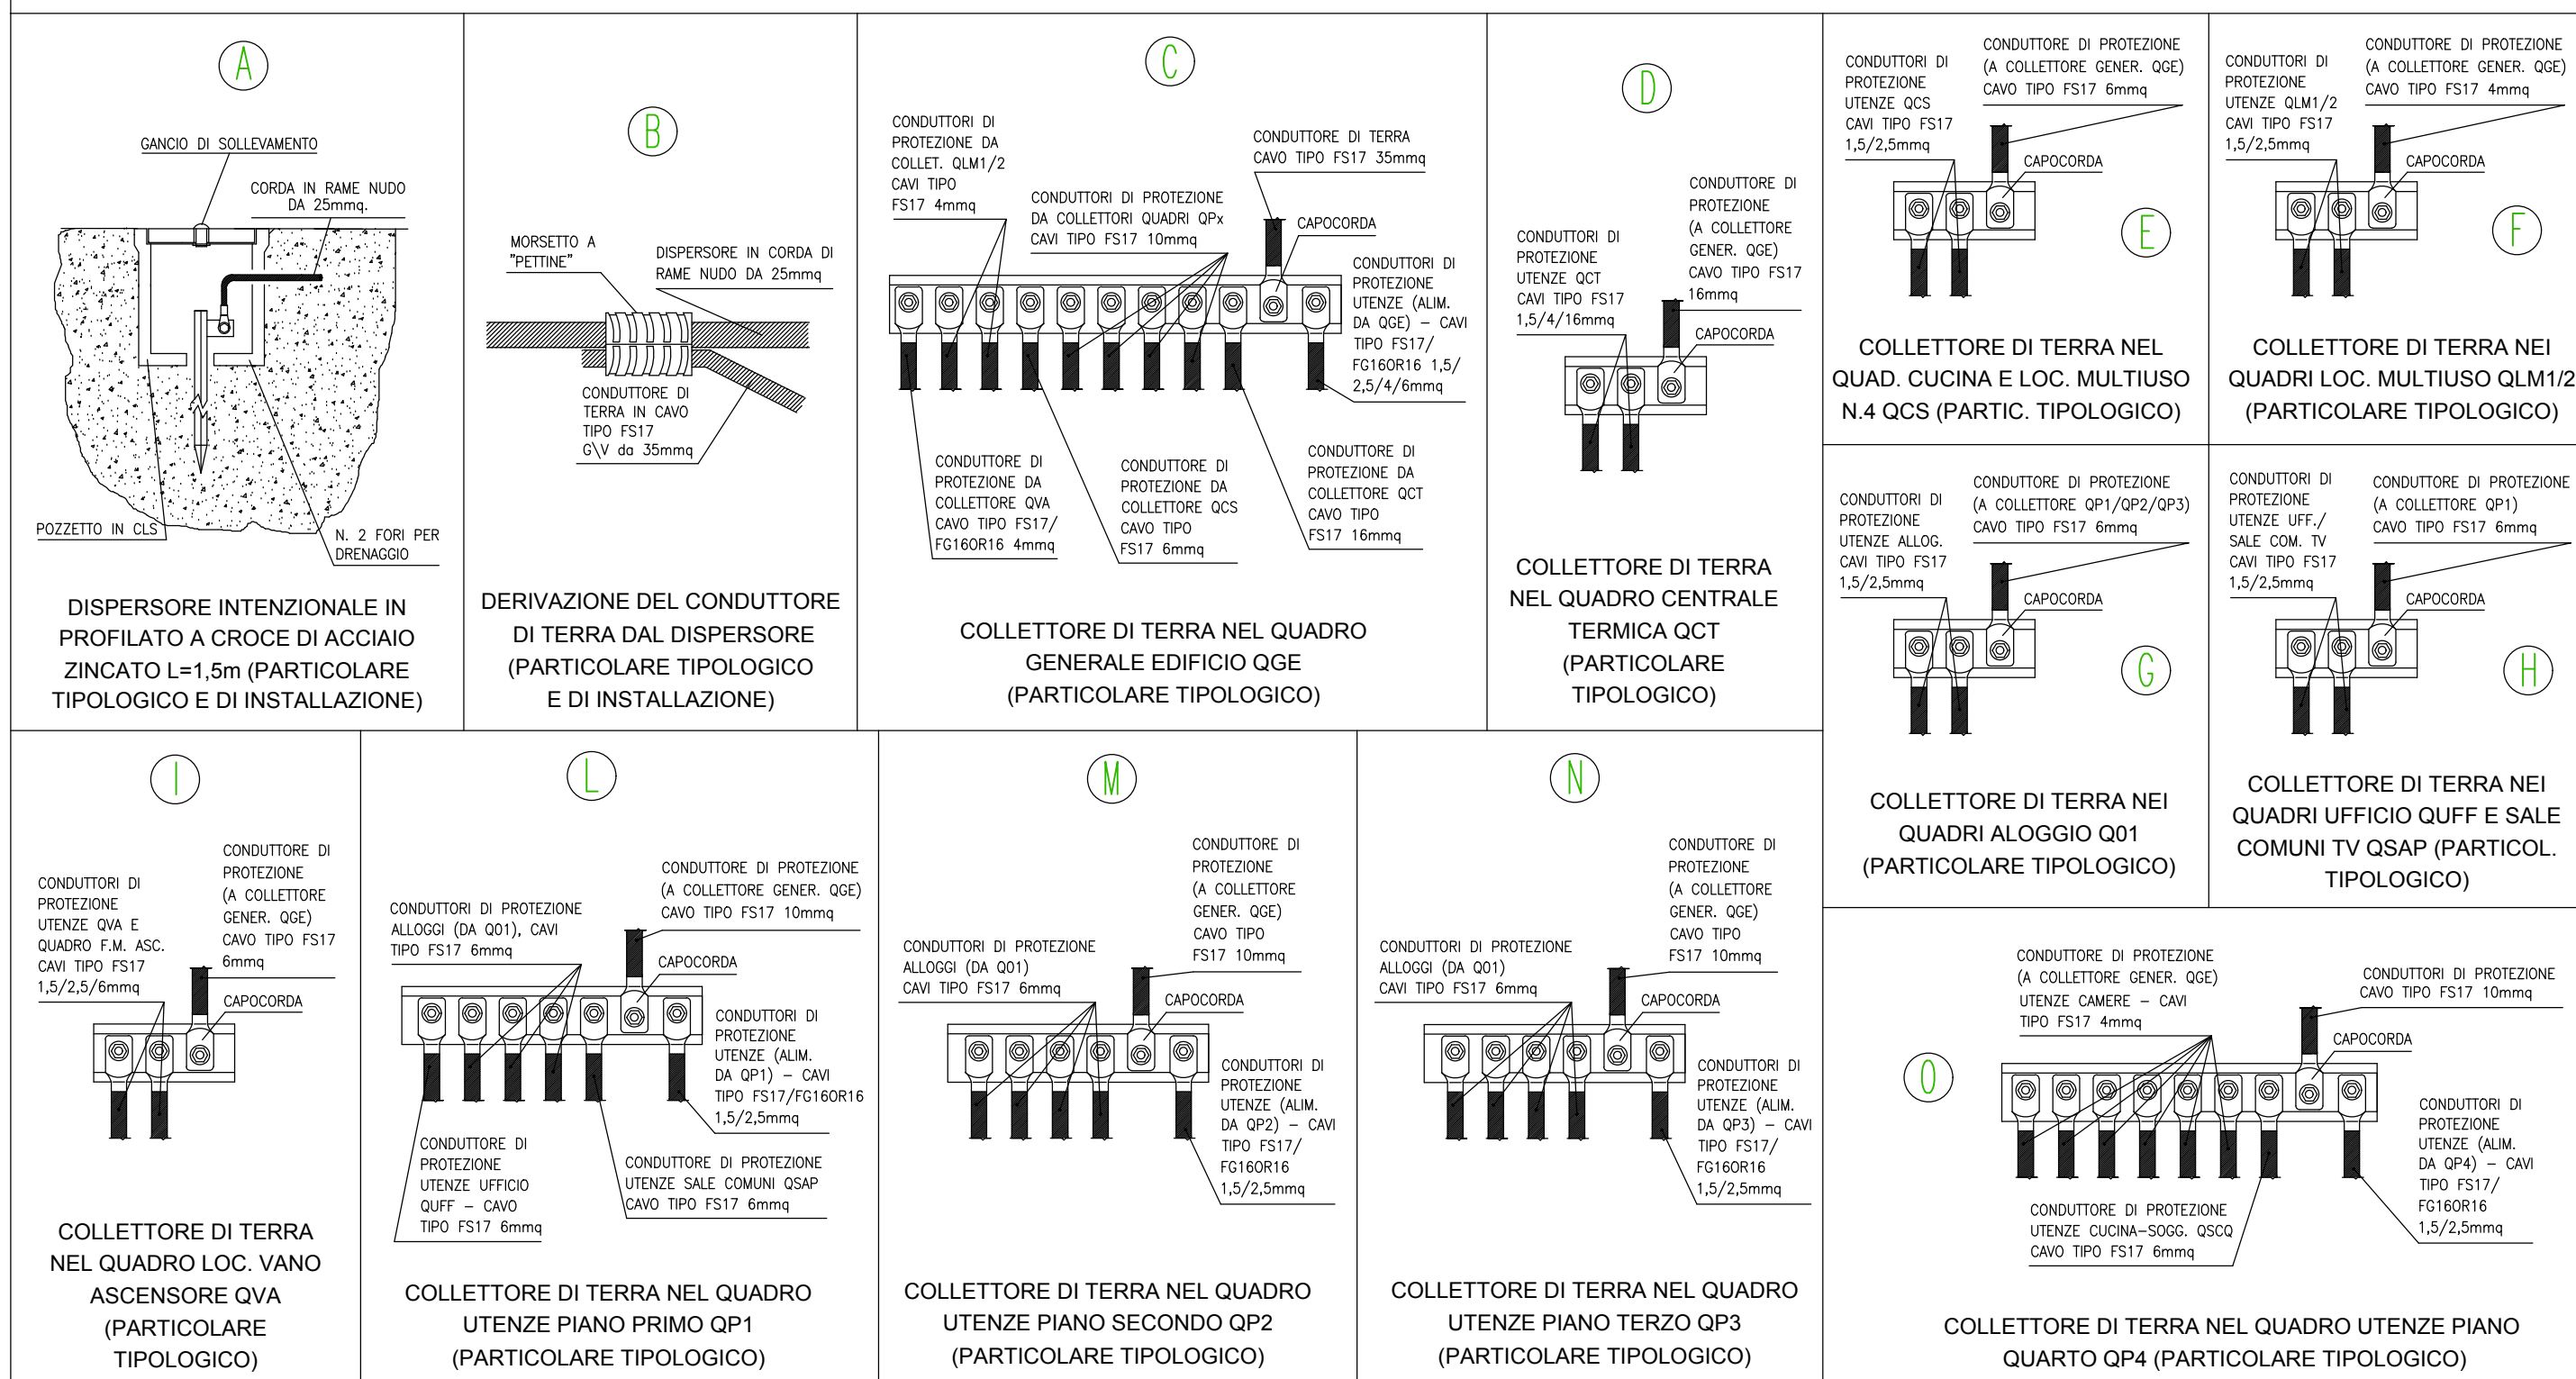 A
GANCIO DI SOLLEVAMENTO
CORDA IN RAME NUDO
DA 25mmq.
POZZETTO IN CLS
N. 2 FORI PER
DRENAGGIO
DISPERSORE INTENZIONALE IN
PROFILATO A CROCE DI ACCIAIO
ZINCATO L=1,5m (PARTICOLARE
TIPOLOGICO E DI INSTALLAZIONE)
B
MORSETTO A
"PETTINE"
DISPERSORE IN CORDA DI
RAME NUDO DA 25mmq
CONDUTTORE DI
TERRA IN CAVO
TIPO FS17
G\V da 35mmq
DERIVAZIONE DEL CONDUTTORE
DI TERRA DAL DISPERSORE
(PARTICOLARE TIPOLOGICO
E DI INSTALLAZIONE)
C
CONDUTTORI DI
PROTEZIONE DA
COLLET. QLM1/2
CAVI TIPO
FS17 4mmq
CONDUTTORI DI PROTEZIONE
DA COLLETTORI QUADRI QPx
CAVI TIPO FS17 10mmq
CONDUTTORE DI TERRA
CAVO TIPO FS17 35mmq
CAPOCORDA
CONDUTTORI DI
PROTEZIONE
UTENZE (ALIM.
DA QGE) – CAVI
TIPO FS17/
FG16OR16 1,5/
2,5/4/6mmq
CONDUTTORE DI
PROTEZIONE DA
COLLETTORE QVA
CAVO TIPO FS17/
FG16OR16 4mmq
CONDUTTORE DI
PROTEZIONE DA
COLLETTORE QCS
CAVO TIPO
FS17 6mmq
CONDUTTORE DI
PROTEZIONE DA
COLLETTORE QCT
CAVO TIPO
FS17 16mmq
COLLETTORE DI TERRA NEL QUADRO
GENERALE EDIFICIO QGE
(PARTICOLARE TIPOLOGICO)
D
CONDUTTORI DI
PROTEZIONE
UTENZE QCT
CAVI TIPO FS17
1,5/4/16mmq
CONDUTTORE DI
PROTEZIONE
(A COLLETTORE
GENER. QGE)
CAVO TIPO FS17
16mmq
CAPOCORDA
COLLETTORE DI TERRA
NEL QUADRO CENTRALE
TERMICA QCT
(PARTICOLARE
TIPOLOGICO)
CONDUTTORI DI
PROTEZIONE
UTENZE QCS
CAVI TIPO FS17
1,5/2,5mmq
CONDUTTORE DI PROTEZIONE
(A COLLETTORE GENER. QGE)
CAVO TIPO FS17 6mmq
CAPOCORDA
E
COLLETTORE DI TERRA NEL
QUAD. CUCINA E LOC. MULTIUSO
N.4 QCS (PARTIC. TIPOLOGICO)
CONDUTTORI DI
PROTEZIONE
UTENZE QLM1/2
CAVI TIPO FS17
1,5/2,5mmq
CONDUTTORE DI PROTEZIONE
(A COLLETTORE GENER. QGE)
CAVO TIPO FS17 4mmq
CAPOCORDA
F
COLLETTORE DI TERRA NEI
QUADRI LOC. MULTIUSO QLM1/2
(PARTICOLARE TIPOLOGICO)
CONDUTTORI DI
PROTEZIONE
UTENZE ALLOG.
CAVI TIPO FS17
1,5/2,5mmq
CONDUTTORE DI PROTEZIONE
(A COLLETTORE QP1/QP2/QP3)
CAVO TIPO FS17 6mmq
CAPOCORDA
G
COLLETTORE DI TERRA NEI
QUADRI ALOGGIO Q01
(PARTICOLARE TIPOLOGICO)
CONDUTTORI DI
PROTEZIONE
UTENZE UFF./
SALE COM. TV
CAVI TIPO FS17
1,5/2,5mmq
CONDUTTORE DI PROTEZIONE
(A COLLETTORE QP1)
CAVO TIPO FS17 6mmq
CAPOCORDA
H
COLLETTORE DI TERRA NEI
QUADRI UFFICIO QUFF E SALE
COMUNI TV QSAP (PARTICOL.
TIPOLOGICO)
I
CONDUTTORI DI
PROTEZIONE
UTENZE QVA E
QUADRO F.M. ASC.
CAVI TIPO FS17
1,5/2,5/6mmq
CONDUTTORE DI
PROTEZIONE
(A COLLETTORE
GENER. QGE)
CAVO TIPO FS17
6mmq
CAPOCORDA
COLLETTORE DI TERRA
NEL QUADRO LOC. VANO
ASCENSORE QVA
(PARTICOLARE
TIPOLOGICO)
L
CONDUTTORI DI PROTEZIONE
ALLOGGI (DA Q01), CAVI
TIPO FS17 6mmq
CONDUTTORE DI PROTEZIONE
(A COLLETTORE GENER. QGE)
CAVO TIPO FS17 10mmq
CAPOCORDA
CONDUTTORI DI
PROTEZIONE
UTENZE (ALIM.
DA QP1) – CAVI
TIPO FS17/FG16OR16
1,5/2,5mmq
CONDUTTORE DI
PROTEZIONE
UTENZE UFFICIO
QUFF – CAVO
TIPO FS17 6mmq
CONDUTTORE DI PROTEZIONE
UTENZE SALE COMUNI QSAP
CAVO TIPO FS17 6mmq
COLLETTORE DI TERRA NEL QUADRO
UTENZE PIANO PRIMO QP1
(PARTICOLARE TIPOLOGICO)
M
CONDUTTORI DI PROTEZIONE
ALLOGGI (DA Q01)
CAVI TIPO FS17 6mmq
CONDUTTORE DI
PROTEZIONE
(A COLLETTORE
GENER. QGE)
CAVO TIPO
FS17 10mmq
CAPOCORDA
CONDUTTORI DI
PROTEZIONE
UTENZE (ALIM.
DA QP2) – CAVI
TIPO FS17/
FG16OR16
1,5/2,5mmq
COLLETTORE DI TERRA NEL QUADRO
UTENZE PIANO SECONDO QP2
(PARTICOLARE TIPOLOGICO)
N
CONDUTTORI DI PROTEZIONE
ALLOGGI (DA Q01)
CAVI TIPO FS17 6mmq
CONDUTTORE DI
PROTEZIONE
(A COLLETTORE
GENER. QGE)
CAVO TIPO
FS17 10mmq
CAPOCORDA
CONDUTTORI DI
PROTEZIONE
UTENZE (ALIM.
DA QP3) – CAVI
TIPO FS17/
FG16OR16
1,5/2,5mmq
COLLETTORE DI TERRA NEL QUADRO
UTENZE PIANO TERZO QP3
(PARTICOLARE TIPOLOGICO)
O
CONDUTTORE DI PROTEZIONE
(A COLLETTORE GENER. QGE)
UTENZE CAMERE – CAVI
TIPO FS17 4mmq
CONDUTTORI DI PROTEZIONE
CAVO TIPO FS17 10mmq
CAPOCORDA
CONDUTTORI DI
PROTEZIONE
UTENZE (ALIM.
DA QP4) – CAVI
TIPO FS17/
FG16OR16
1,5/2,5mmq
CONDUTTORE DI PROTEZIONE
UTENZE CUCINA-SOGG. QSCQ
CAVO TIPO FS17 6mmq
COLLETTORE DI TERRA NEL QUADRO UTENZE PIANO
QUARTO QP4 (PARTICOLARE TIPOLOGICO)